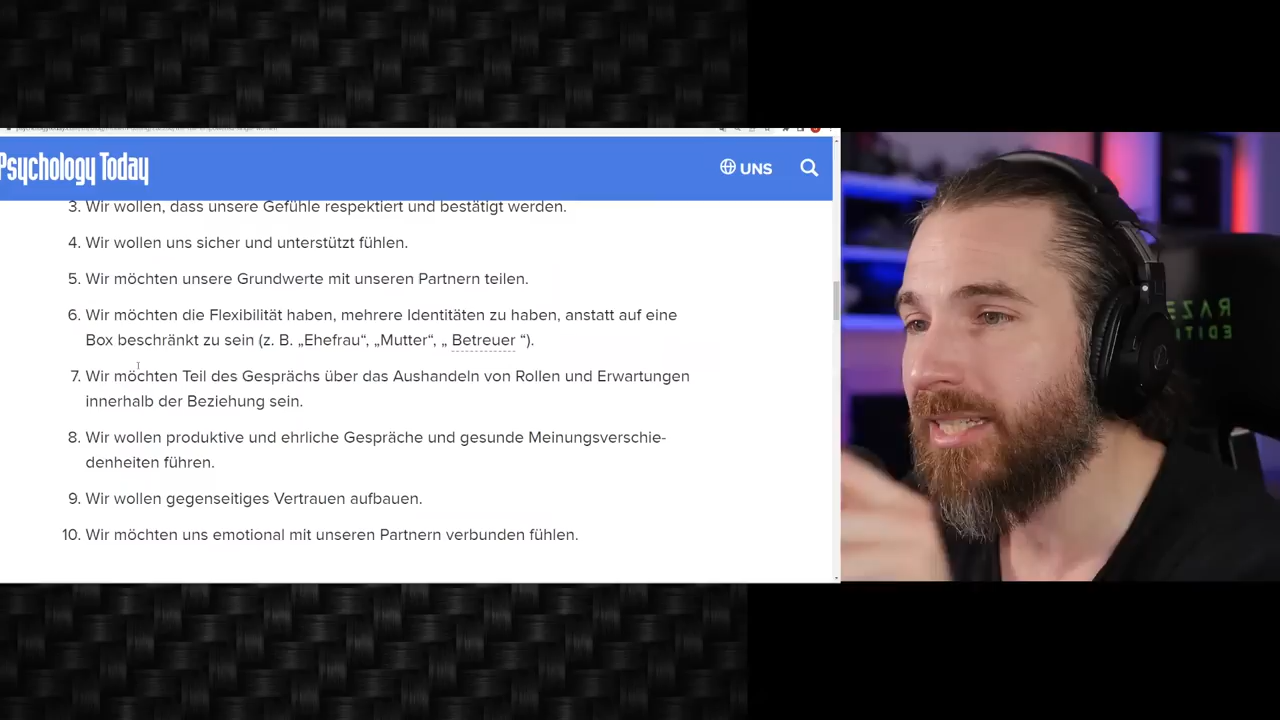 Psychology Today
UNS
3. Wir wollen, dass unsere Gefühle respektiert und bestätigt werden.
4. Wir wollen uns sicher und unterstützt fühlen.
5. Wir möchten unsere Grundwerte mit unseren Partnern teilen.
6. Wir möchten die Flexibilität haben, mehrere Identitäten zu haben, anstatt auf eine
Box beschränkt zu sein (z. B. „Ehefrau“, „Mutter“, „ Betreuer “).
7. Wir möchten Teil des Gesprächs über das Aushandeln von Rollen und Erwartungen
innerhalb der Beziehung sein.
8. Wir wollen produktive und ehrliche Gespräche und gesunde Meinungsverschie-
denheiten führen.
9. Wir wollen gegenseitiges Vertrauen aufbauen.
10. Wir möchten uns emotional mit unseren Partnern verbunden fühlen.
RAZE
EDITI